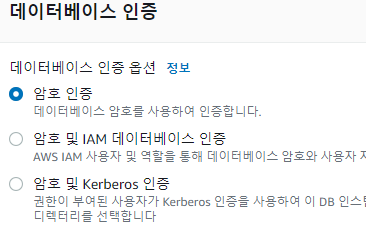 데이터베이스 인증
데이터베이스 인증 옵션 정보
암호 인증
데이터베이스 암호를 사용하여 인증합니다.
암호 및 IAM 데이터베이스 인증
AWS IAM 사용자 및 역할을 통해 데이터베이스 암호와 사용자
암호 및 Kerberos 인증
권한이 부여된 사용자가 Kerberos 인증을 사용하여 이 DB
디렉터리를 선택합니다